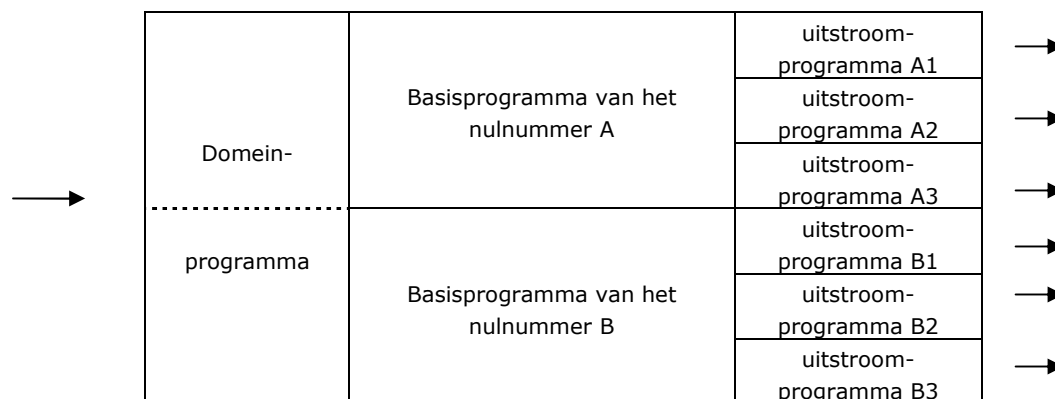 Domein-
programma
Basisprogramma van het
nulnummer A
uitstroom-
programma A1
uitstroom-
programma A2
uitstroom-
programma A3
Basisprogramma van het
nulnummer B
uitstroom-
programma B1
uitstroom-
programma B2
uitstroom-
programma B3